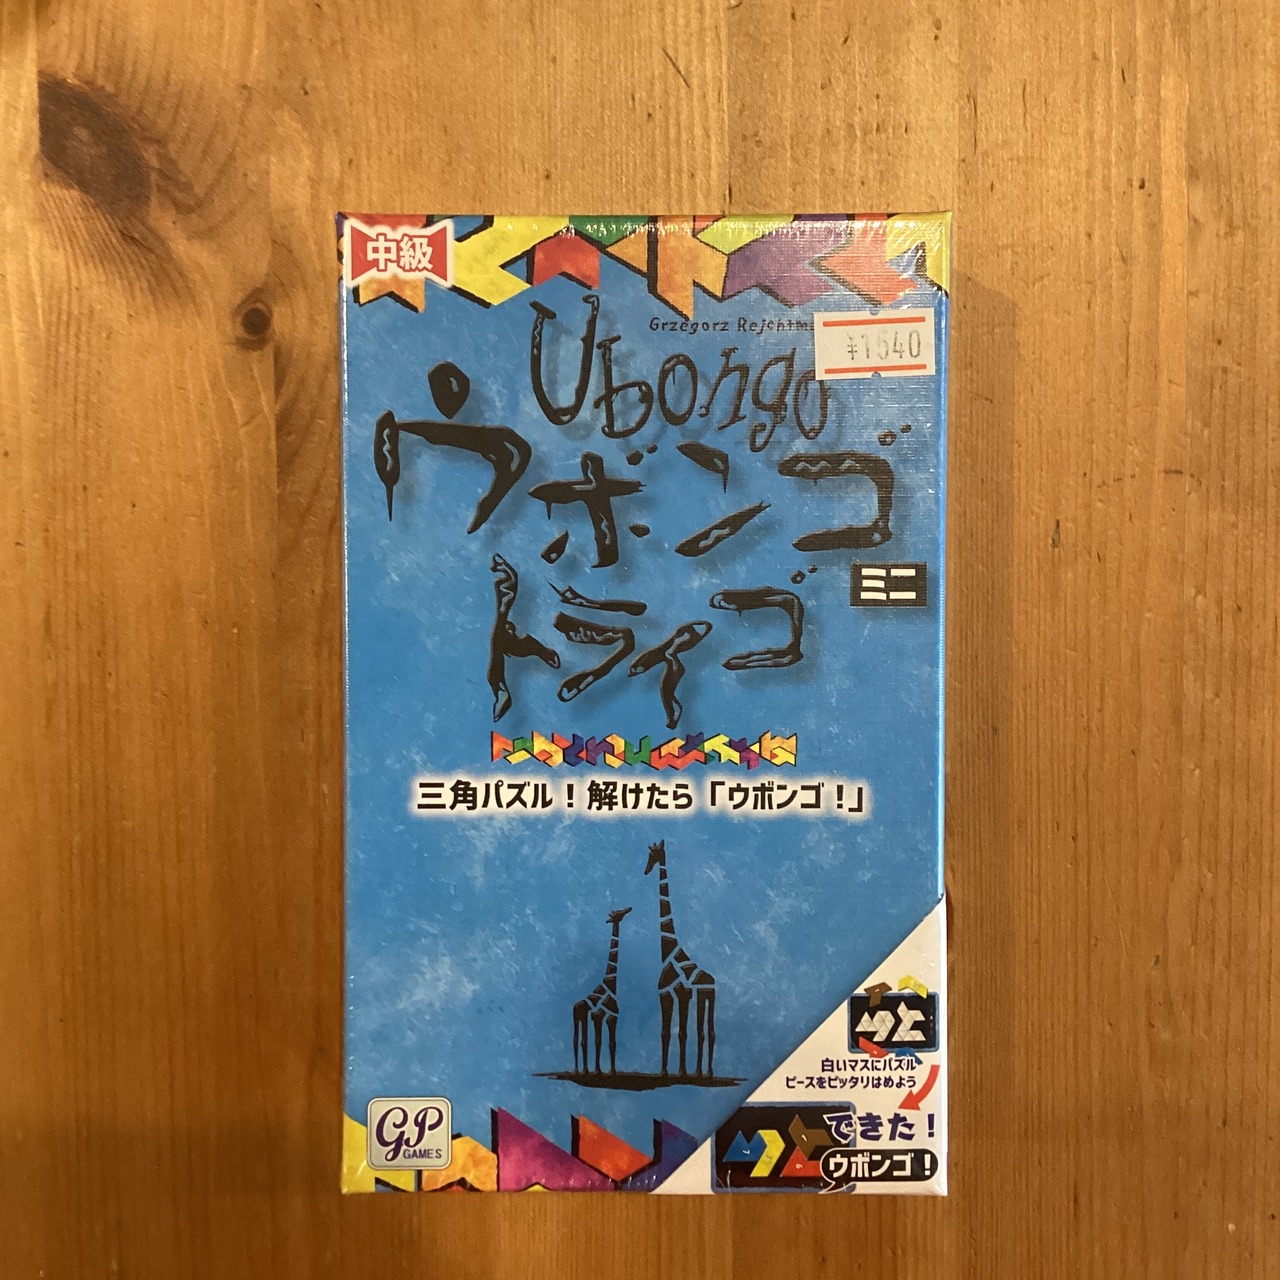 中級
Grzegorz
¥1540
Ubongo
ウボンゴ
ミニ
トライゴ
三角パズル！解けたら「ウボンゴ！」
白いマスにパズル
ピースをピッタリはめよう
できた！
ウボンゴ！
GP
GAMES